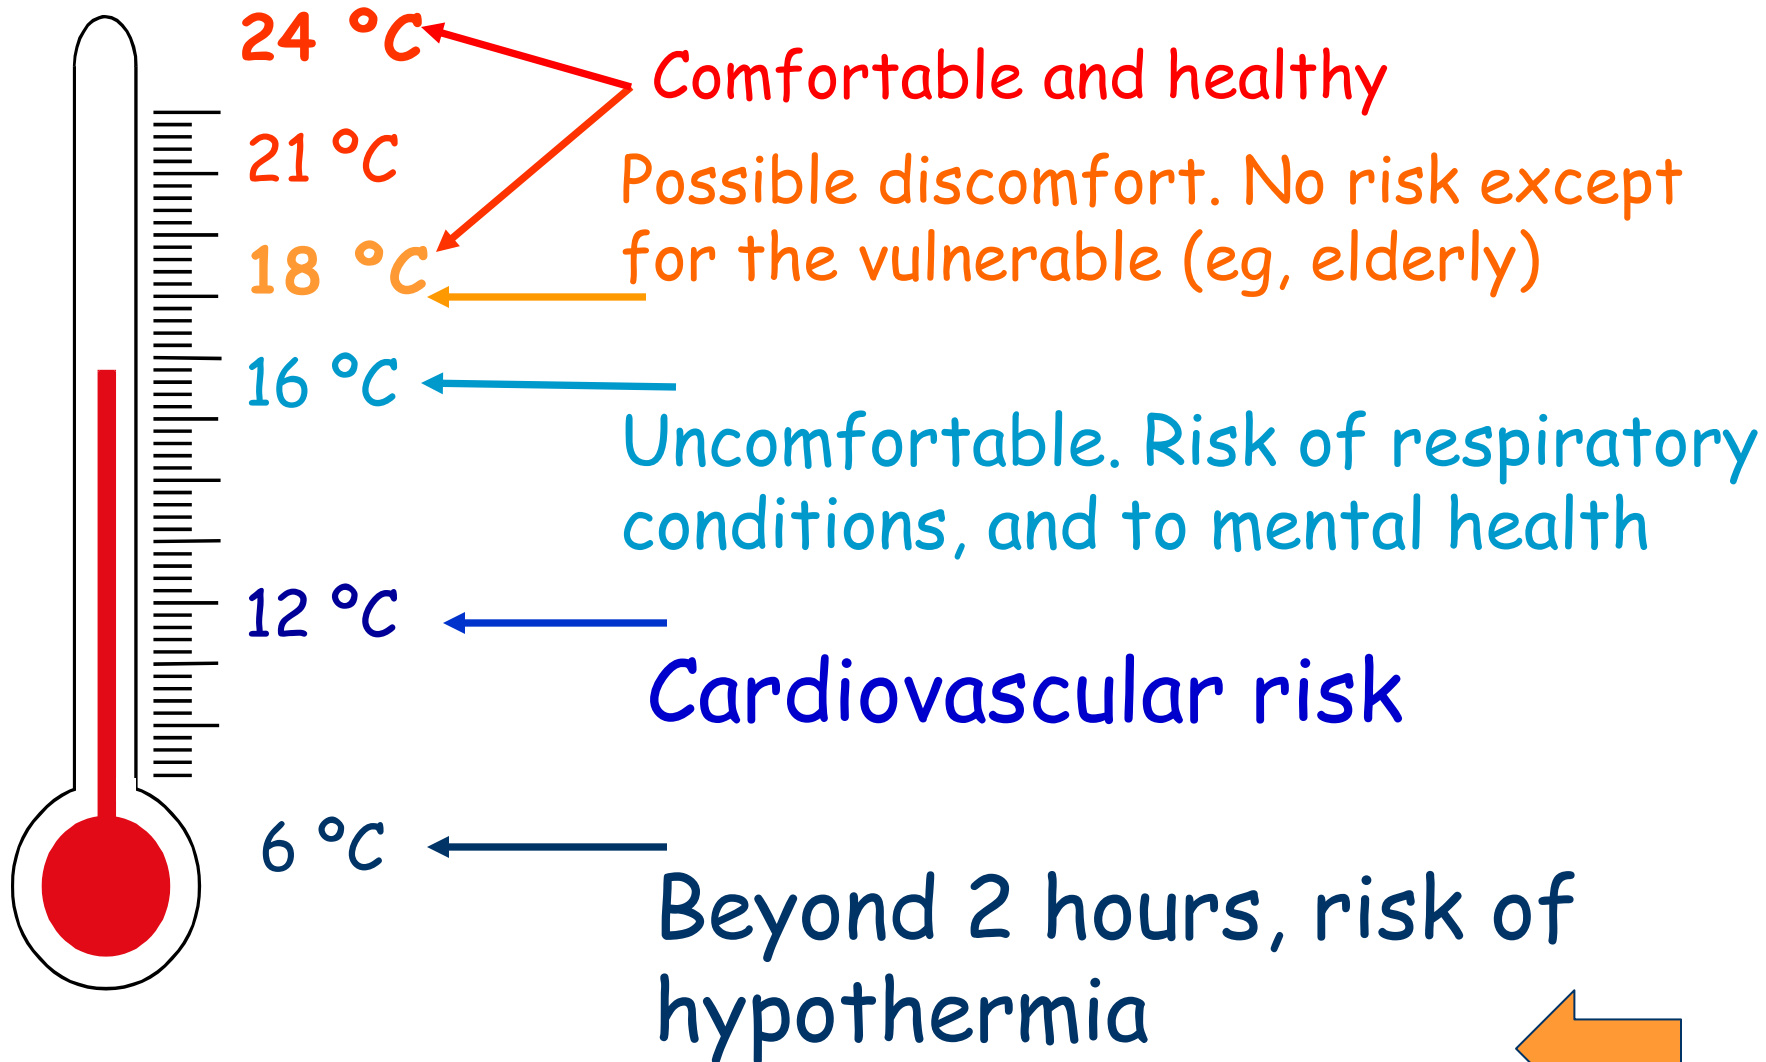 24 °C
Comfortable and healthy
21 °C
Possible discomfort. No risk except
for the vulnerable (eg, elderly)
18 °C
16 °C
Uncomfortable. Risk of respiratory
conditions, and to mental health
12 °C
Cardiovascular risk
6 °C
Beyond 2 hours, risk of
hypothermia